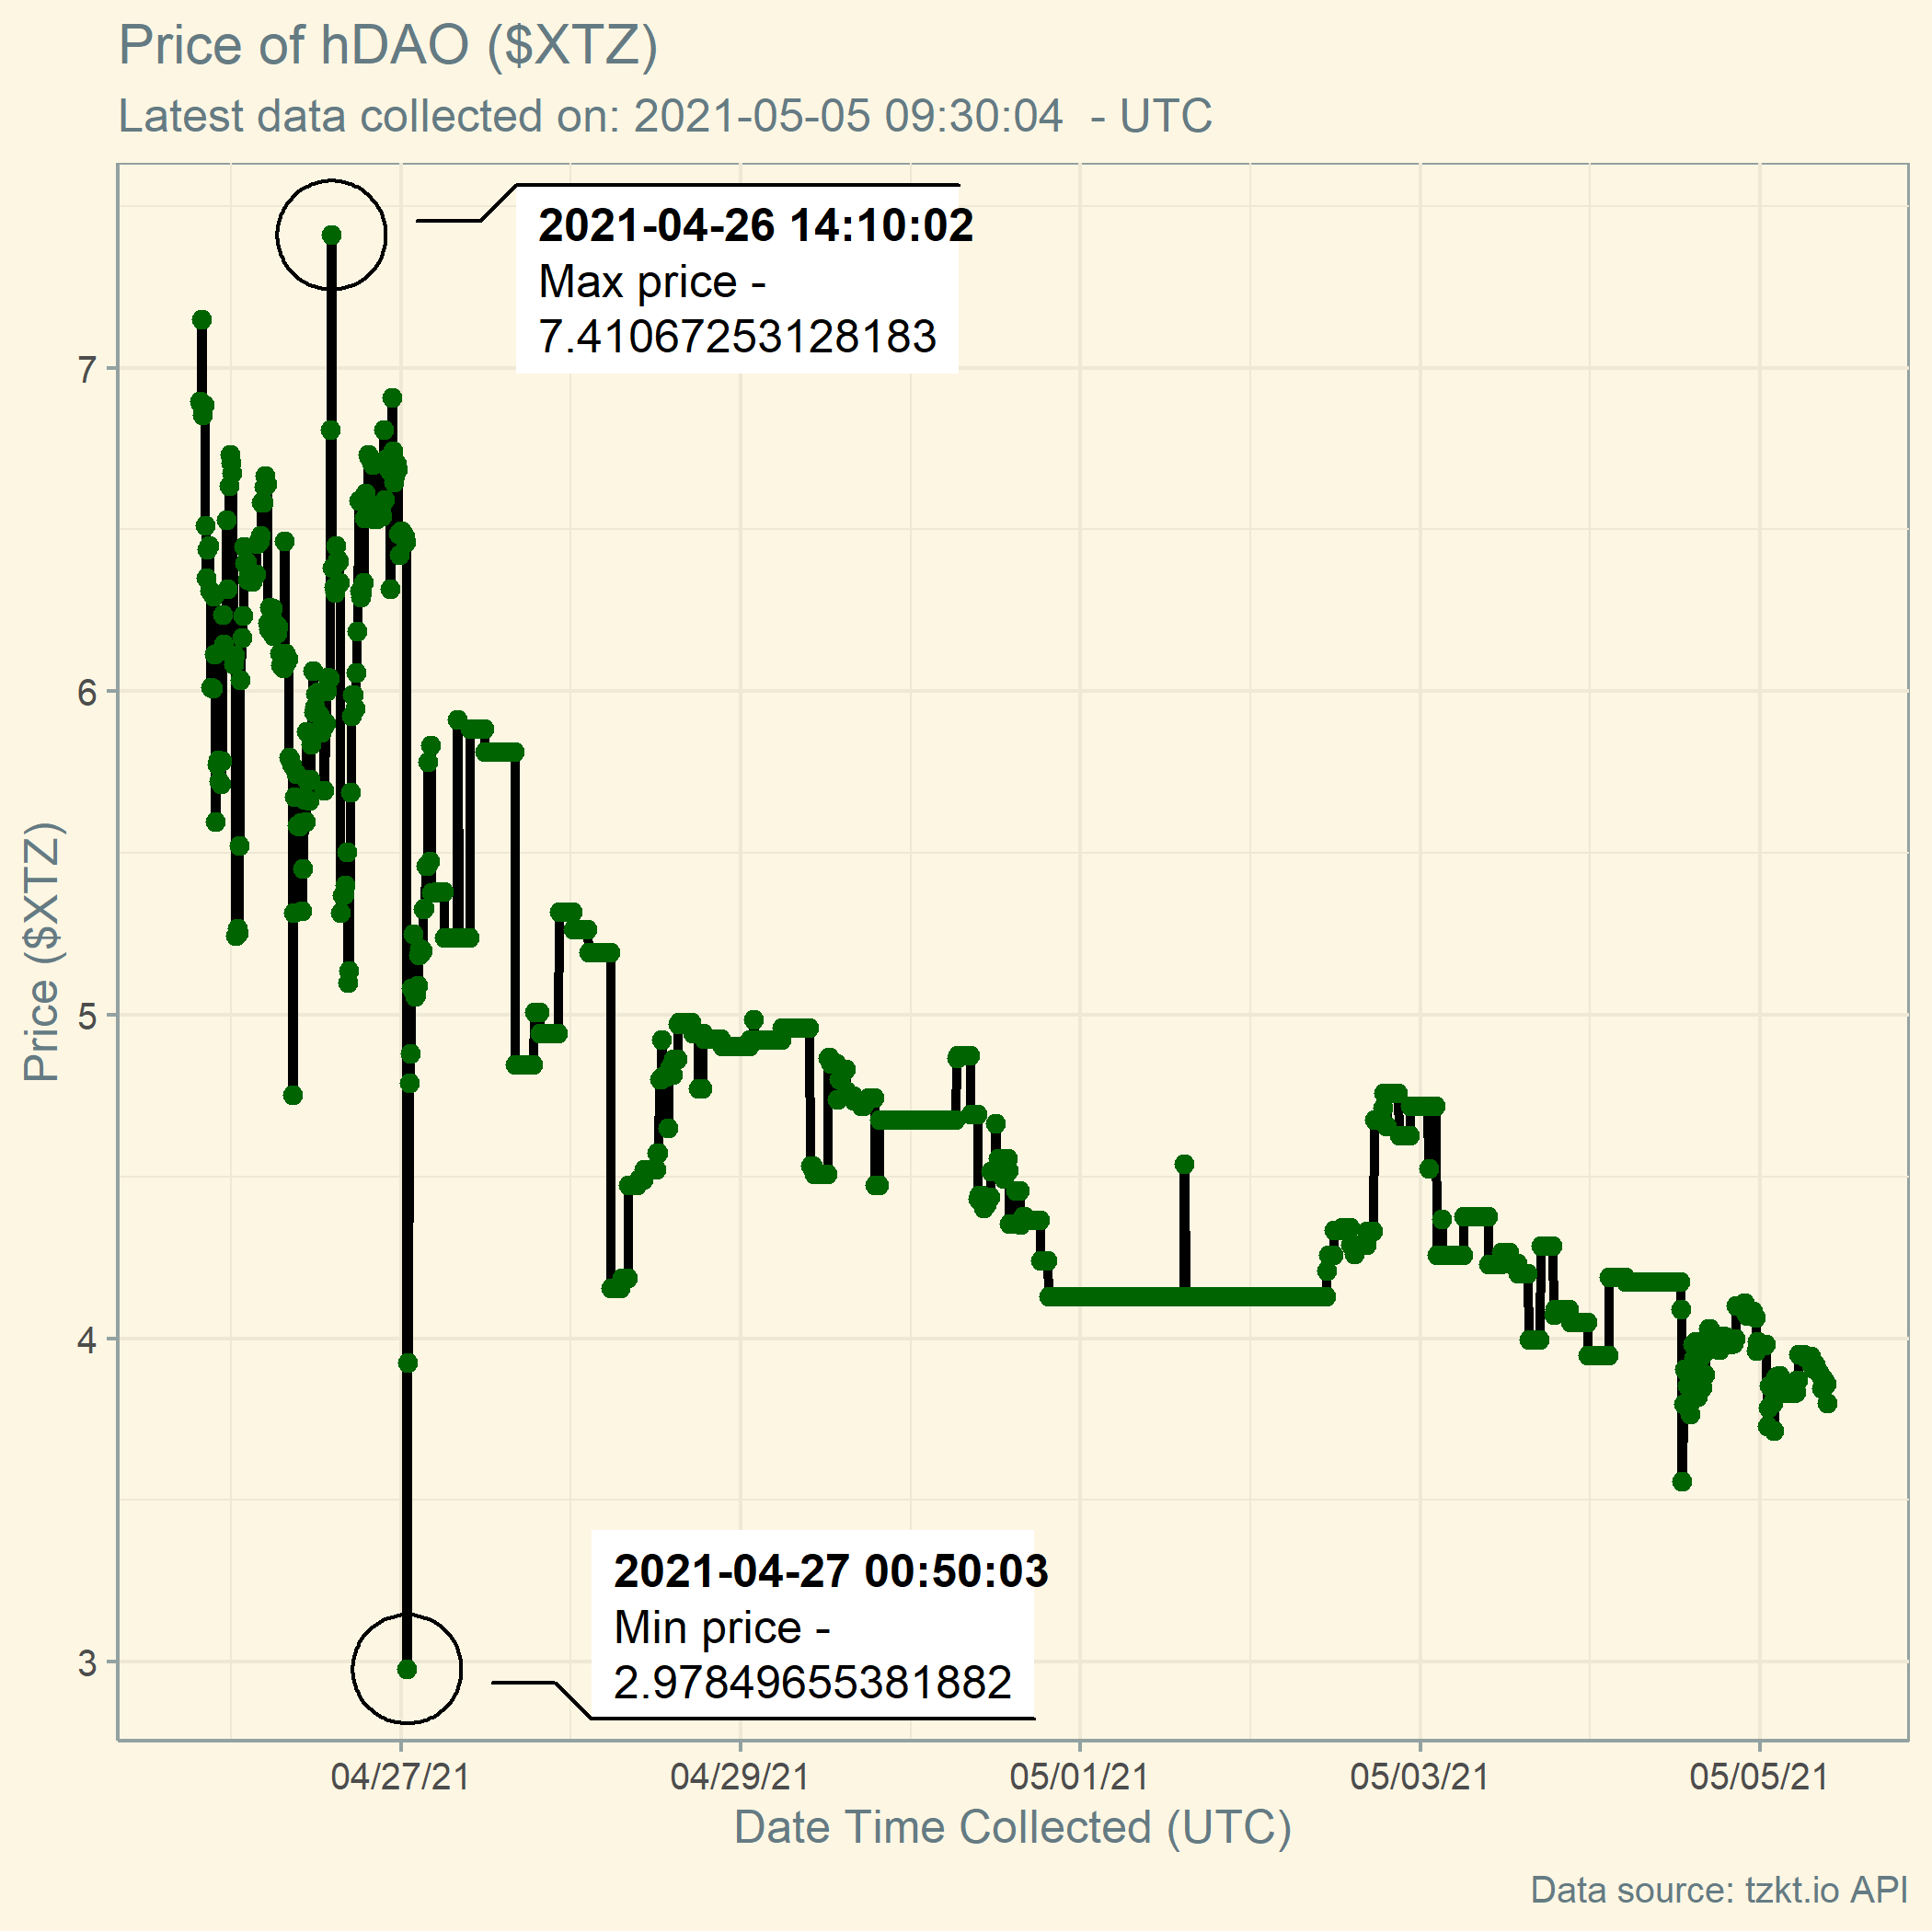 Price of hDAO ($XTZ)
Latest data collected on: 2021-05-05 09:30:04  - UTC
2021-04-26 14:10:02
Max price -
7.41067253128183
7
6
5
4
3
Price ($XTZ)
2021-04-27 00:50:03
Min price -
2.97849655381882
04/27/21
04/29/21
05/01/21
05/03/21
05/05/21
Date Time Collected (UTC)
Data source: tzkt.io API